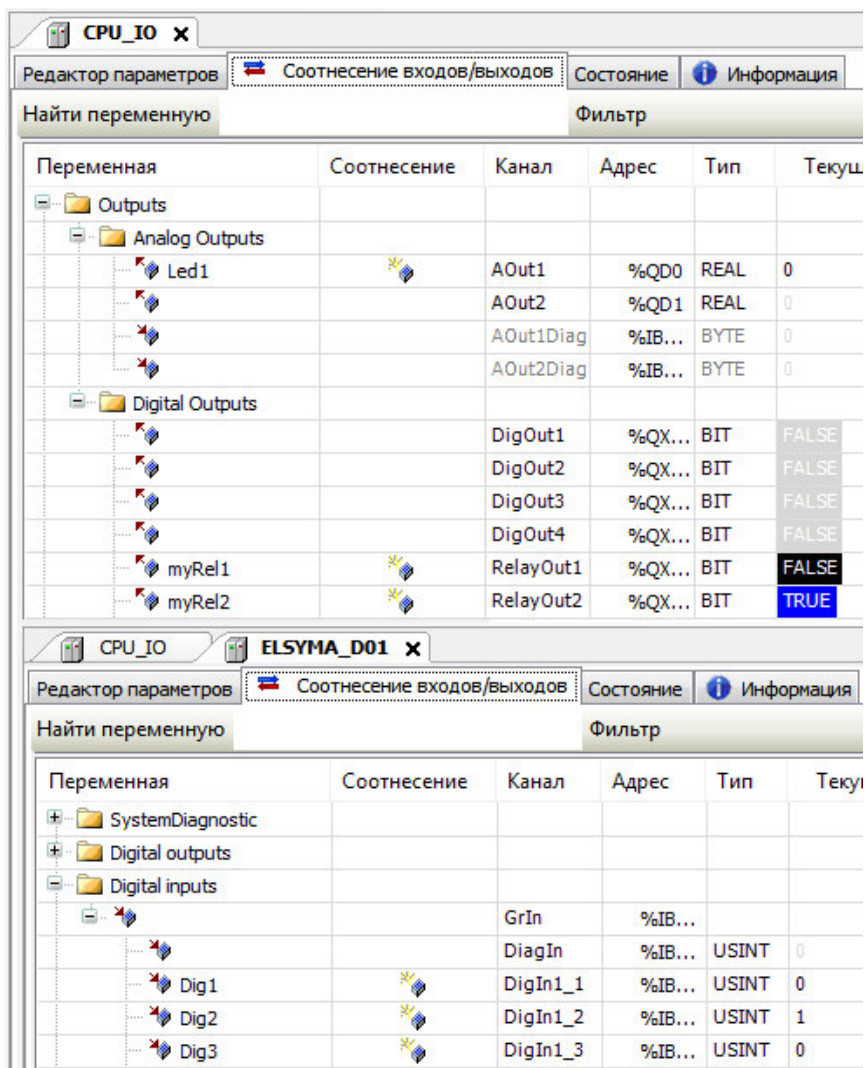 CPU_IO
Редактор параметров Соотнесение входов/выходов Состояние Информация
Найти переменную Фильтр
Переменная Соотнесение Канал Адрес Тип Текущ
Outputs
Analog Outputs
Led1 AOut1 %QD0 REAL 0
AOut2 %QD1 REAL 0
AOut1Diag %IB... BYTE 0
AOut2Diag %IB... BYTE 0
Digital Outputs
DigOut1 %QX... BIT FALSE
DigOut2 %QX... BIT FALSE
DigOut3 %QX... BIT FALSE
DigOut4 %QX... BIT FALSE
myRel1 RelayOut1 %QX... BIT FALSE
myRel2 RelayOut2 %QX... BIT TRUE
CPU_IO ELSYMA_D01
Редактор параметров Соотнесение входов/выходов Состояние Информация
Найти переменную Фильтр
Переменная Соотнесение Канал Адрес Тип Теку
SystemDiagnostic
Digital outputs
Digital inputs
GrIn %IB...
DiagIn %IB... USINT 0
Dig1 DigIn1_1 %IB... USINT 0
Dig2 DigIn1_2 %IB... USINT 1
Dig3 DigIn1_3 %IB... USINT 0